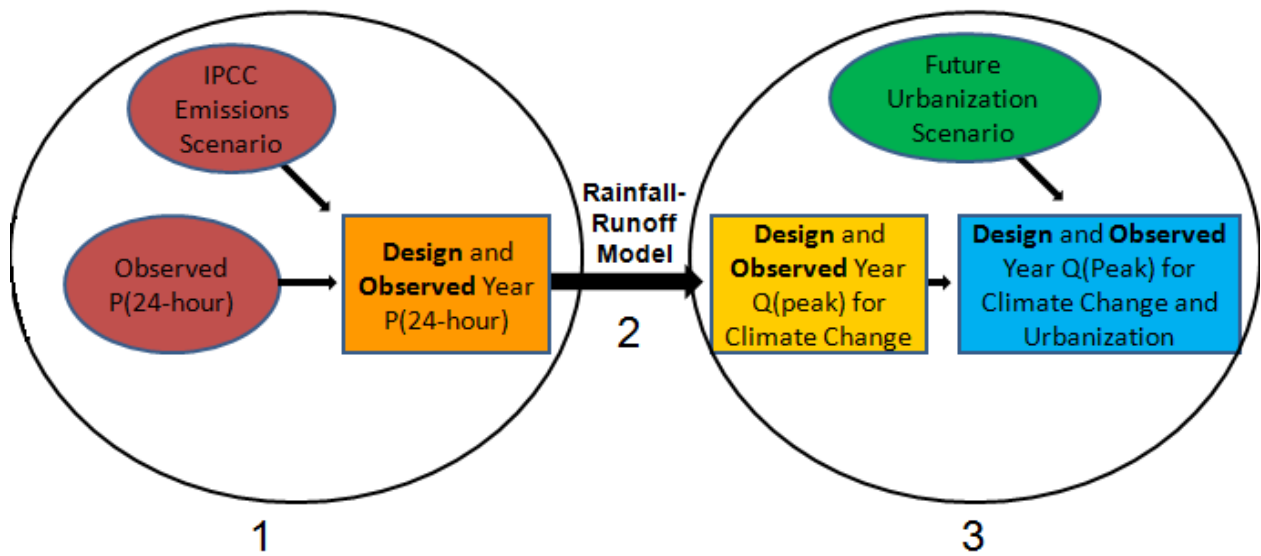 IPCC
Emissions
Scenario
Observed
P(24-hour)
Design and
Observed Year
P(24-hour)
1
Rainfall-
Runoff
Model
2
Future
Urbanization
Scenario
Design and
Observed Year
Q(peak) for
Climate Change
Design and Observed
Year Q(Peak) for
Climate Change and
Urbanization
3